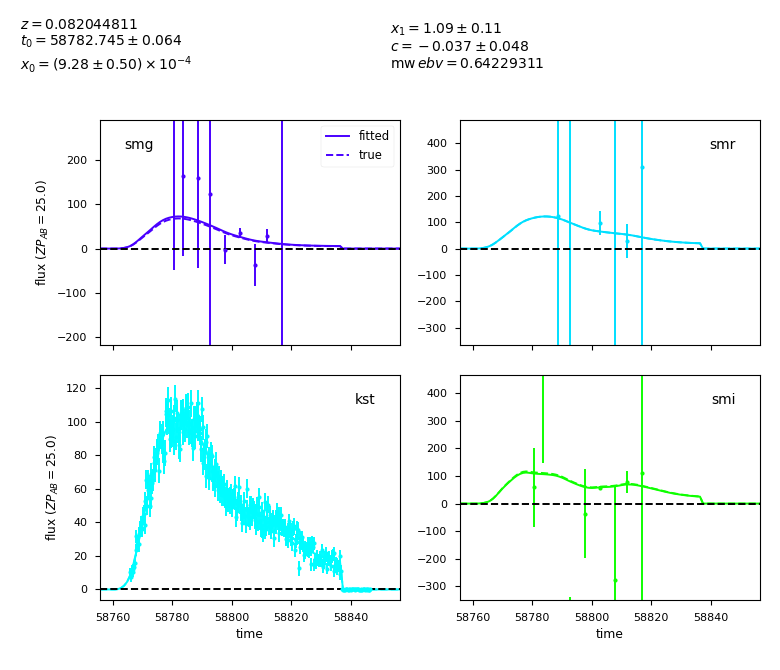 z = 0.082044811
t₀ = 58782.745 ± 0.064
x₀ = (9.28 ± 0.50) × 10⁻⁴
x₁ = 1.09 ± 0.11
c = −0.037 ± 0.048
mw ebv = 0.64229311
smg
fitted
true
200
100
0
−100
−200
flux (ZP_AB = 25.0)
smr
400
300
200
100
0
−100
−200
−300
kst
120
100
80
60
40
20
0
flux (ZP_AB = 25.0)
58760 58780 58800 58820 58840
time
smi
400
300
200
100
0
−100
−200
−300
58760 58780 58800 58820 58840
time